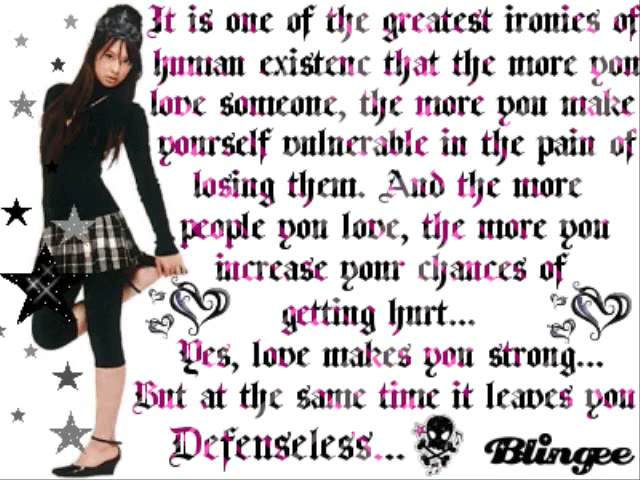 It is one of the greatest ironies of
human existenc that the more you
love someone, the more you make
yourself vulnerable in the pain of
losing them. And the more
people you love, the more you
increase your chances of
getting hurt...
Yes, love makes you strong...
But at the same time it leaves you
Defenseless...
Blingee